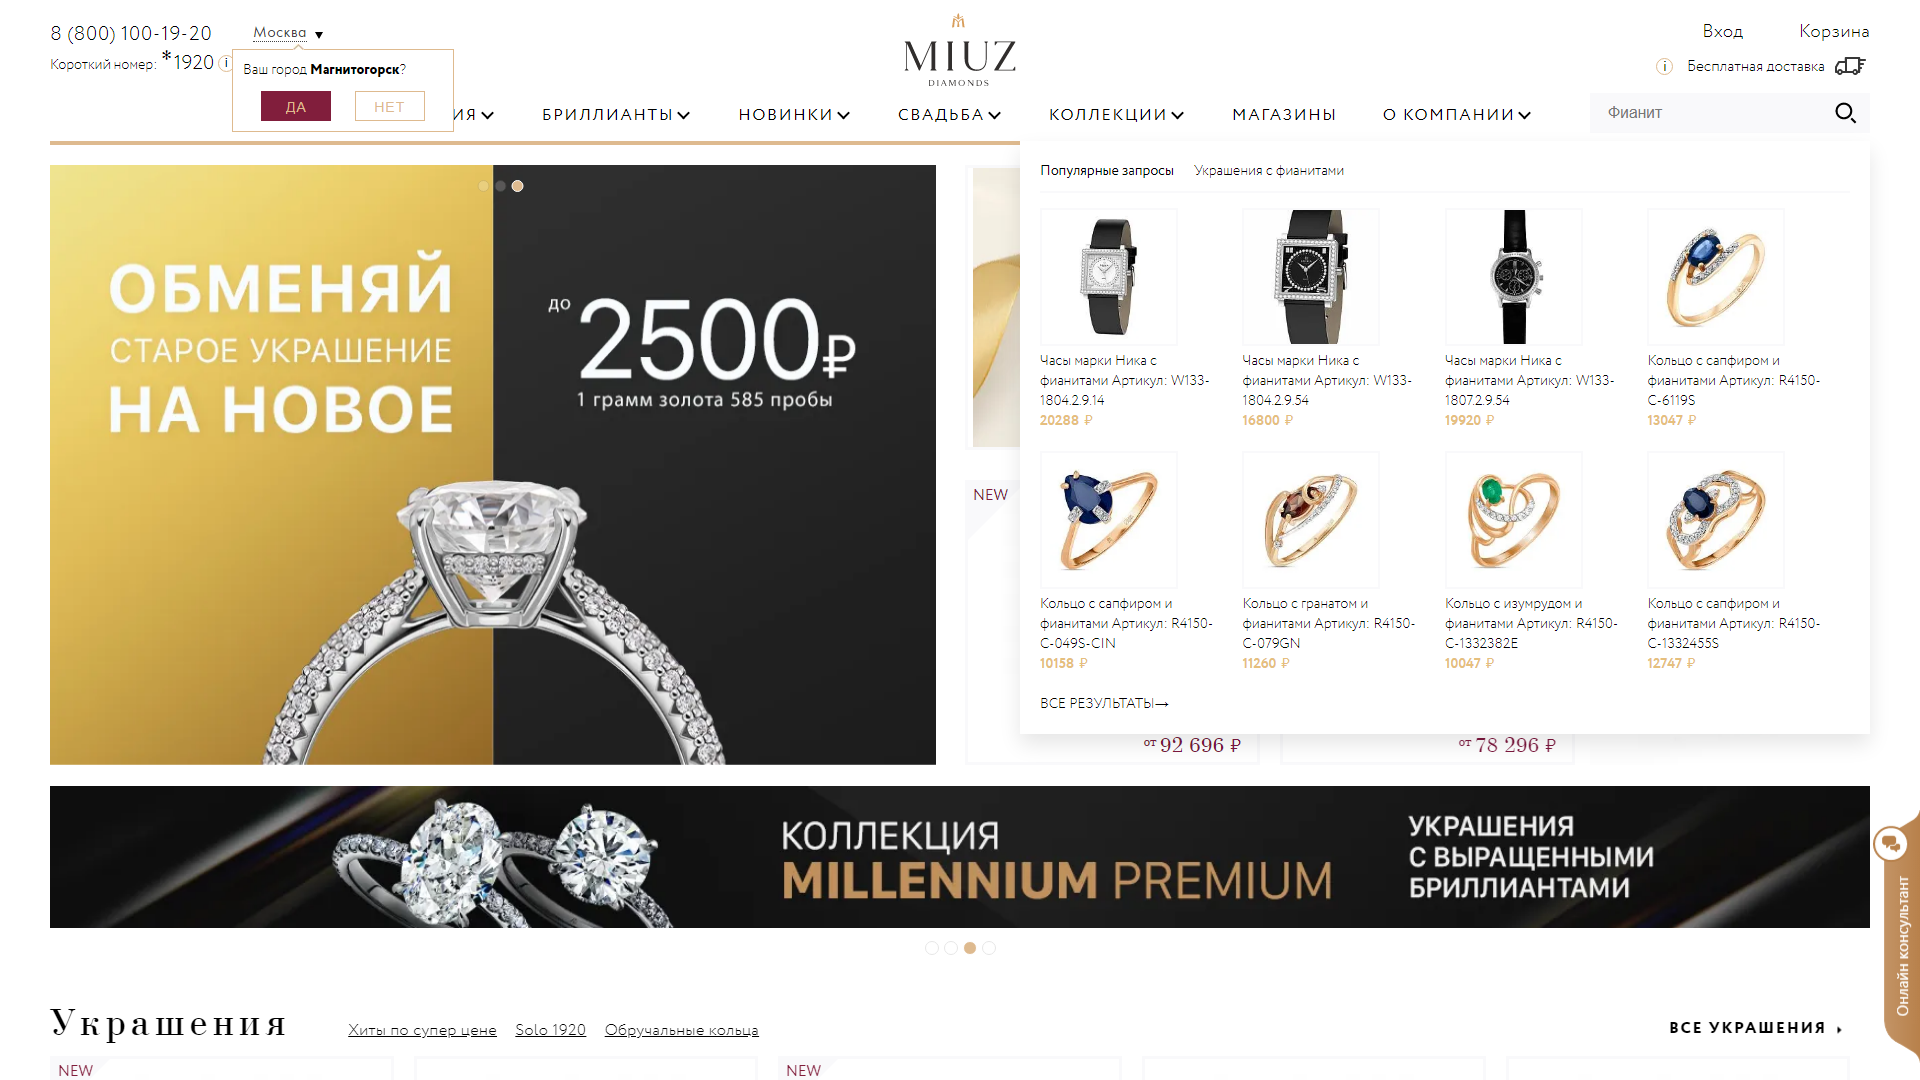 8 (800) 100-19-20
Москва ▼
Короткий номер: *1920 i
Ваш город Магнитогорск?
ДА
НЕТ
MIUZ
DIAMONDS
Вход
Корзина
i Бесплатная доставка
ИЯ
БРИЛЛИАНТЫ
НОВИНКИ
СВАДЬБА
КОЛЛЕКЦИИ
МАГАЗИНЫ
О КОМПАНИИ
Фианит
ОБМЕНЯЙ
СТАРОЕ УКРАШЕНИЕ
НА НОВОЕ
до 2500₽
1 грамм золота 585 пробы
NEW
Популярные запросы
Украшения с фианитами
Часы марки Ника с
фианитами Артикул: W133-
1804.2.9.14
20288 ₽
Часы марки Ника с
фианитами Артикул: W133-
1804.2.9.54
16800 ₽
Часы марки Ника с
фианитами Артикул: W133-
1807.2.9.54
19920 ₽
Кольцо с сапфиром и
фианитами Артикул: R4150-
C-6119S
13047 ₽
Кольцо с сапфиром и
фианитами Артикул: R4150-
C-049S-CIN
10158 ₽
Кольцо с гранатом и
фианитами Артикул: R4150-
C-079GN
11260 ₽
Кольцо с изумрудом и
фианитами Артикул: R4150-
C-1332382E
10047 ₽
Кольцо с сапфиром и
фианитами Артикул: R4150-
C-1332455S
12747 ₽
ВСЕ РЕЗУЛЬТАТЫ→
от 92 696 ₽
от 78 296 ₽
КОЛЛЕКЦИЯ
MILLENNIUM PREMIUM
УКРАШЕНИЯ
С ВЫРАЩЕННЫМИ
БРИЛЛИАНТАМИ
Онлайн консультант
Украшения
Хиты по супер цене
Solo 1920
Обручальные кольца
ВСЕ УКРАШЕНИЯ
NEW
NEW